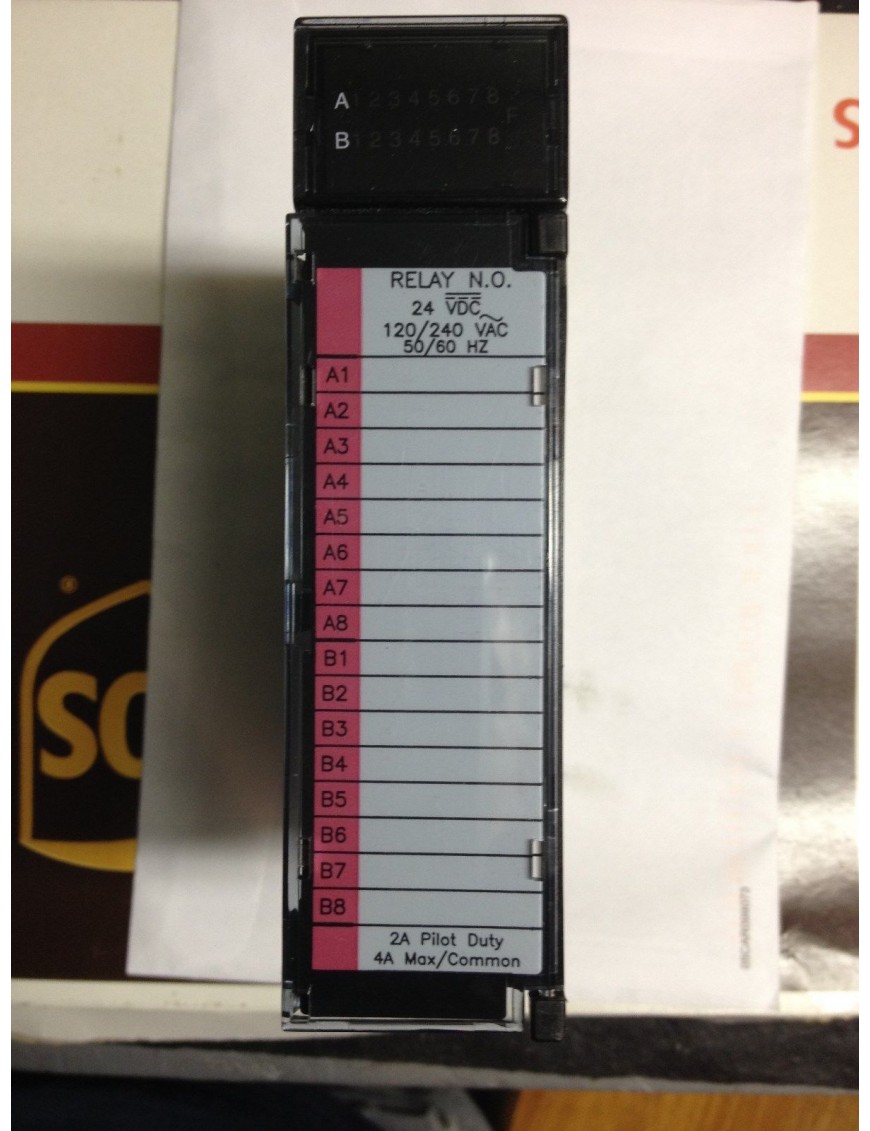 A 1 2 3 4 5 6 7 8
F
B 1 2 3 4 5 6 7 8
S
RELAY N.O.
24 VDC
120/240 VAC
50/60 HZ
A1
A2
A3
A4
A5
A6
A7
A8
B1
B2
B3
B4
B5
B6
B7
B8
2A Pilot Duty
4A Max/Common
®
SC